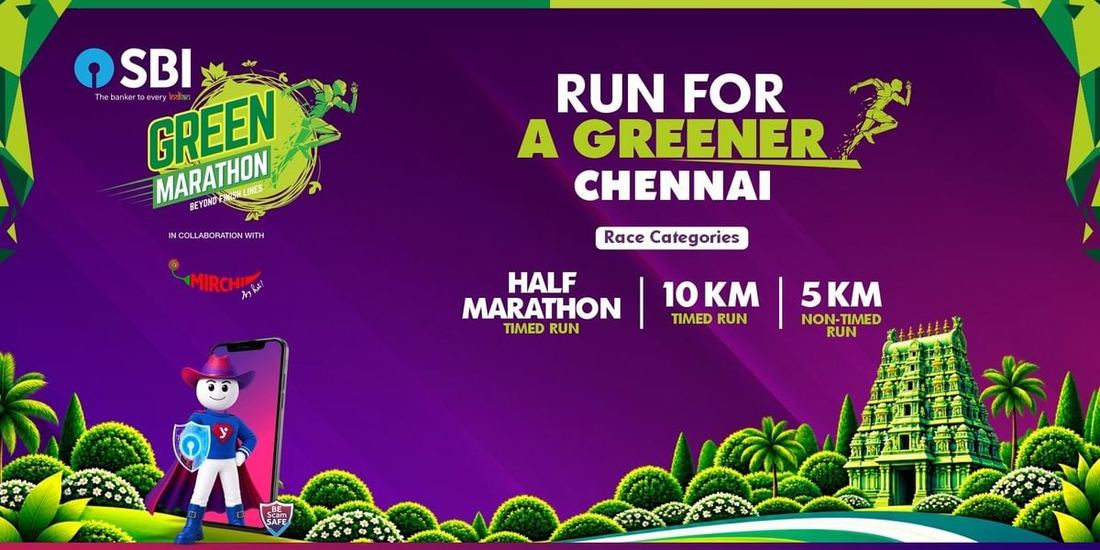 SBI
The banker to every Indian
GREEN
MARATHON
BEYOND FINISH LINES
IN COLLABORATION WITH
MIRCHI
RUN FOR
A GREENER
CHENNAI
Race Categories
HALF
MARATHON
TIMED RUN
10 KM
TIMED RUN
5 KM
NON-TIMED
RUN
BE
Scam
SAFE